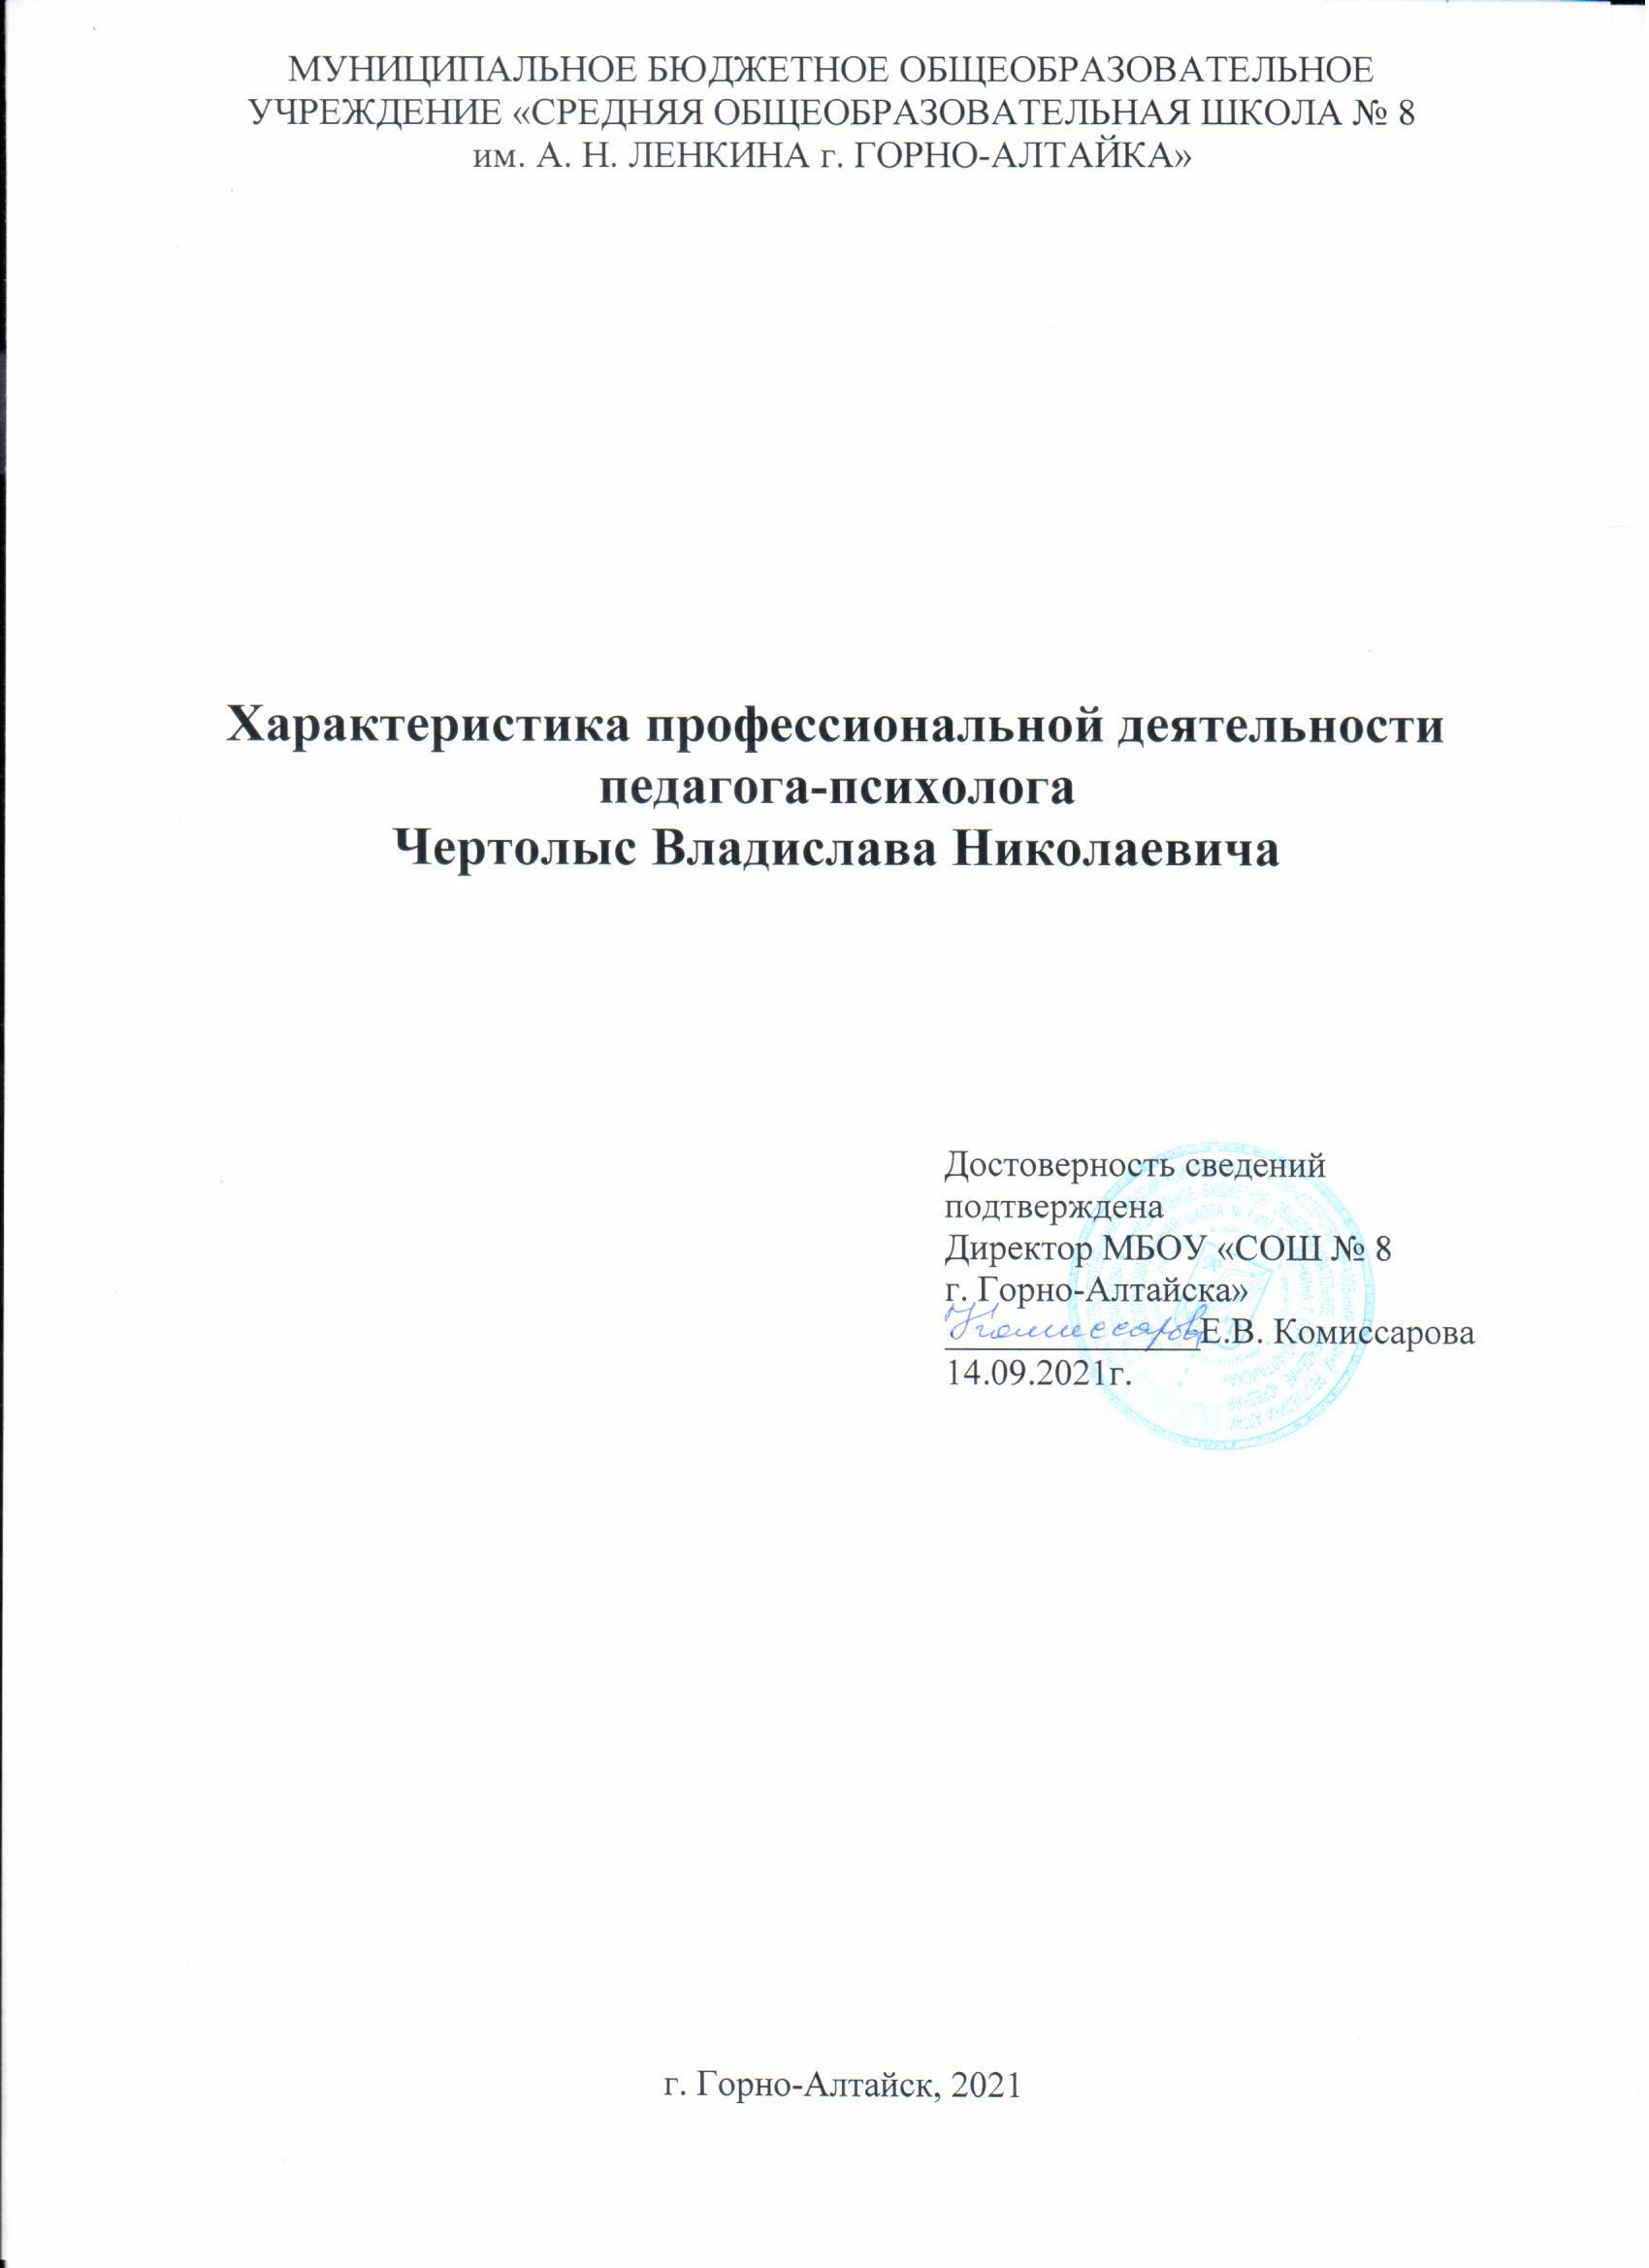 МУНИЦИПАЛЬНОЕ БЮДЖЕТНОЕ ОБЩЕОБРАЗОВАТЕЛЬНОЕ
УЧРЕЖДЕНИЕ «СРЕДНЯЯ ОБЩЕОБРАЗОВАТЕЛЬНАЯ ШКОЛА № 8
им. А. Н. ЛЕНКИНА г. ГОРНО-АЛТАЙКА»
Характеристика профессиональной деятельности
педагога-психолога
Чертолыс Владислава Николаевича
Достоверность сведений
подтверждена
Директор МБОУ «СОШ № 8
г. Горно-Алтайска»
Е.В. Комиссарова
14.09.2021г.
г. Горно-Алтайск, 2021